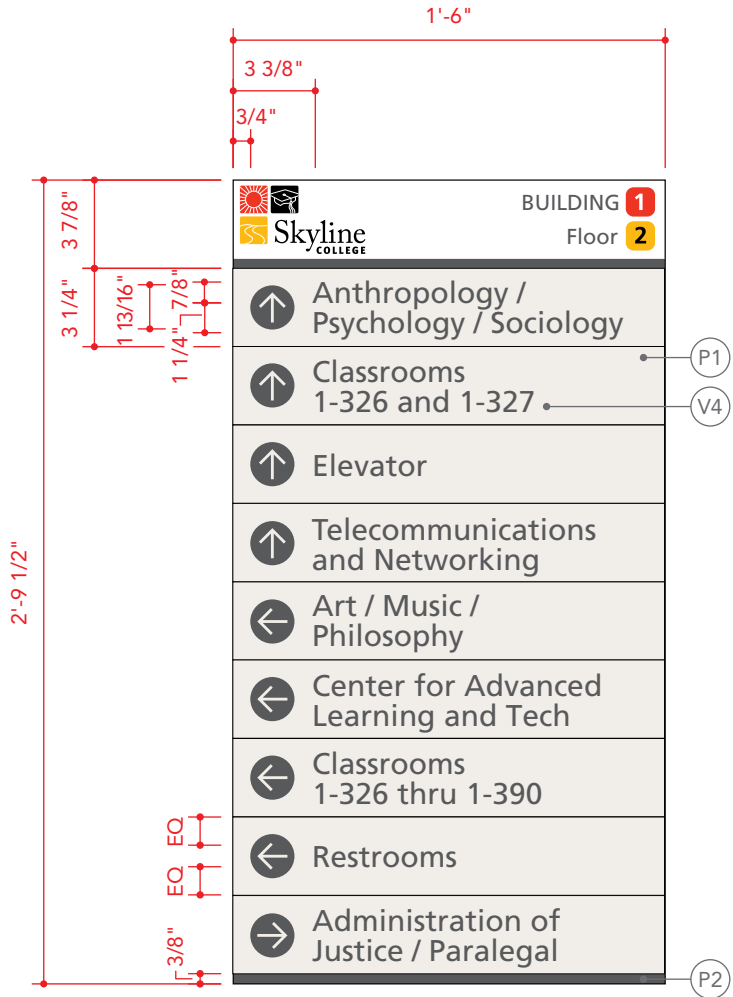 1'-6"
3 3/8"
3/4"
3 7/8"
3 1/4"
1 13/16"
7/8"
1 1/4"
2'-9 1/2"
Skyline
COLLEGE
BUILDING 1
Floor 2
Anthropology /
Psychology / Sociology
P1
Classrooms
1-326 and 1-327
V4
Elevator
Telecommunications
and Networking
Art / Music /
Philosophy
Center for Advanced
Learning and Tech
Classrooms
1-326 thru 1-390
EQ
Restrooms
EQ
Administration of
Justice / Paralegal
3/8"
P2